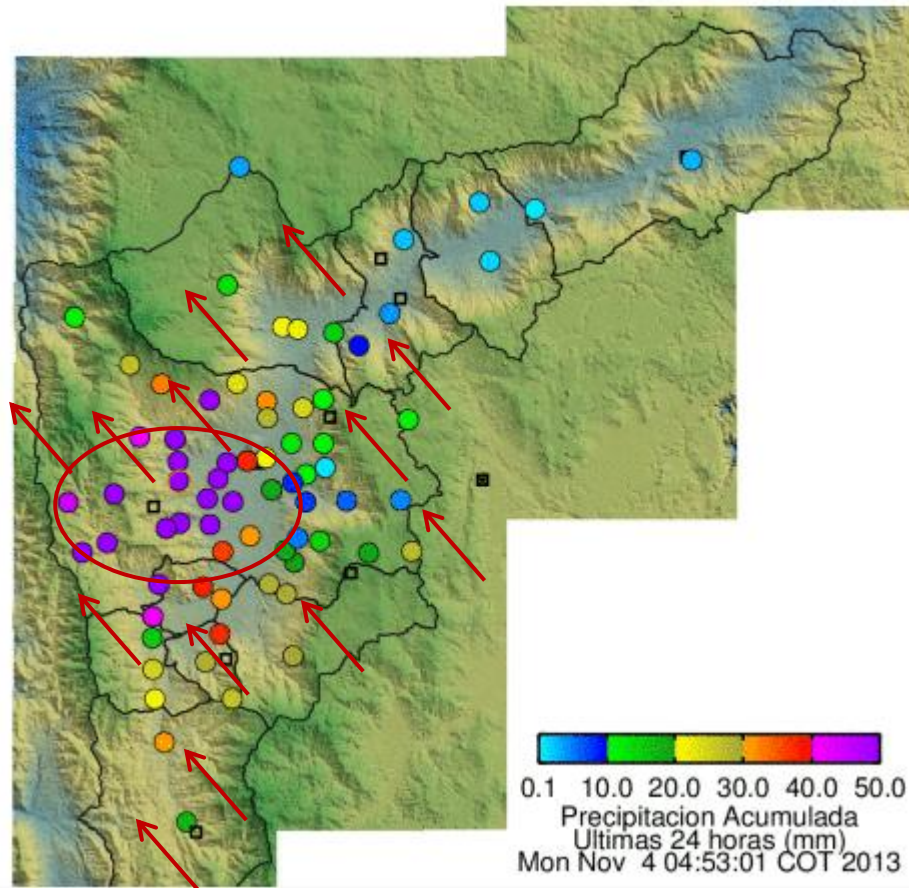 0.1 10.0 20.0 30.0 40.0 50.0
Precipitacion Acumulada
Ultimas 24 horas (mm)
Mon Nov 4 04:53:01 COT 2013